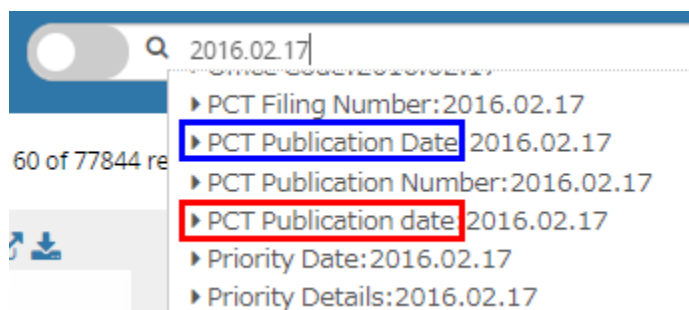 2016.02.17
PCT Filing Number:2016.02.17
PCT Publication Date 2016.02.17
60 of 77844 re
PCT Publication Number:2016.02.17
PCT Publication date:2016.02.17
Priority Date:2016.02.17
Priority Details:2016.02.17